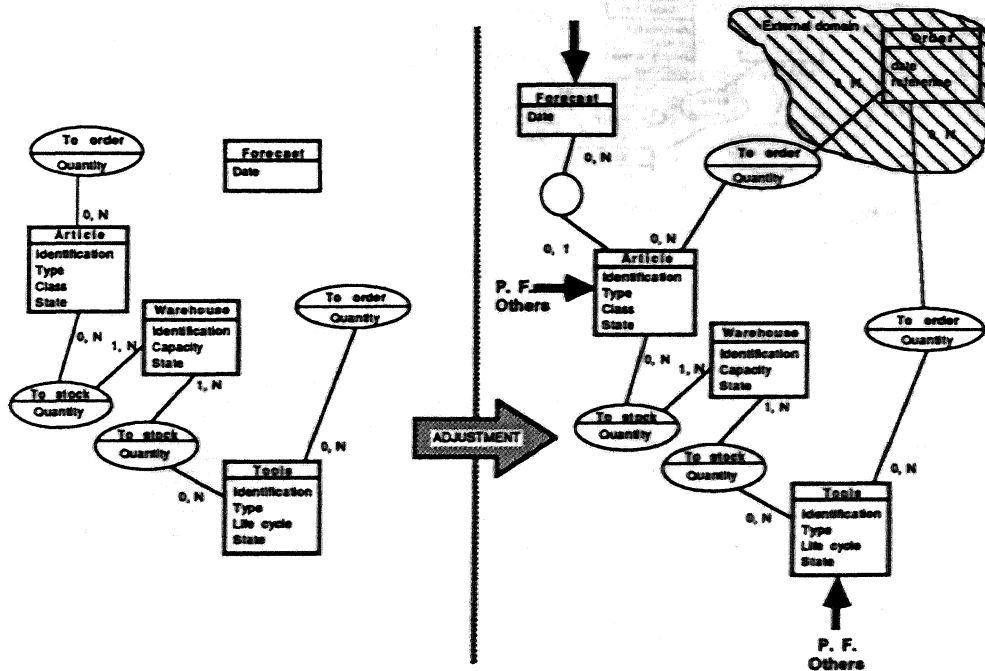 To order
Quantity
Forecast
Date
0, N
Article
Identification
Type
Class
State
0, N
1, N
Warehouse
Identification
Capacity
State
To order
Quantity
To stock
Quantity
1, N
To stock
Quantity
0, N
0, N
Tools
Identification
Type
Life cycle
State
ADJUSTMENT
External domain
Order
date
reference
0, N
0, N
Forecast
Date
0, N
To order
Quantity
0, 1
0, N
P. F.
Others
Article
Identification
Type
Class
State
0, N
1, N
Warehouse
Identification
Capacity
State
To order
Quantity
To stock
Quantity
1, N
To stock
Quantity
0, N
0, N
Tools
Identification
Type
Life cycle
State
P. F.
Others